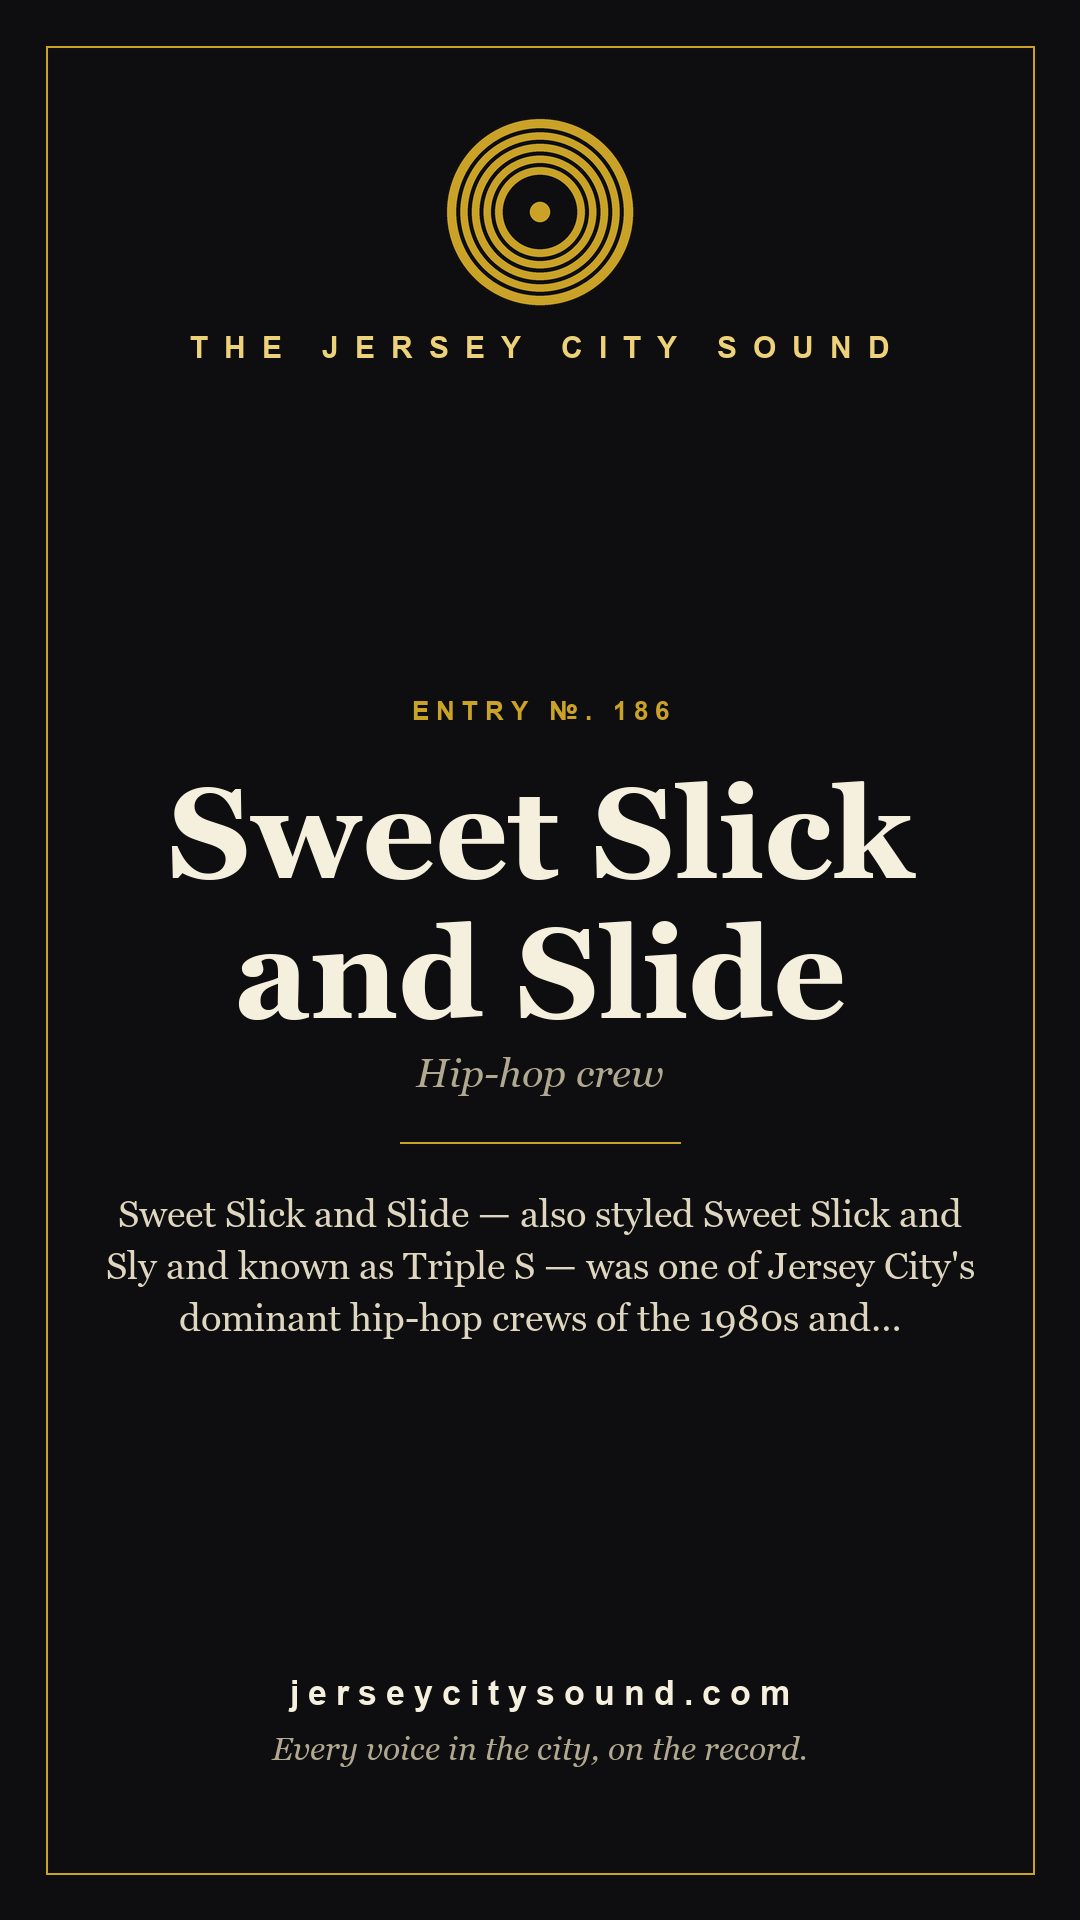 THE JERSEY CITY SOUND
ENTRY №. 186
Sweet Slick
and Slide
Hip-hop crew
Sweet Slick and Slide — also styled Sweet Slick and
Sly and known as Triple S — was one of Jersey City's
dominant hip-hop crews of the 1980s and...
jerseycitysound.com
Every voice in the city, on the record.